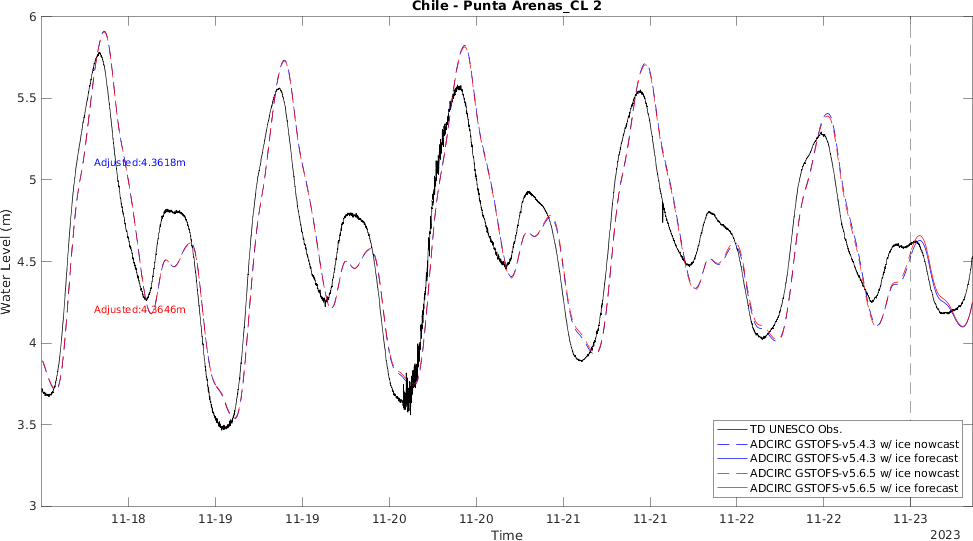 Chile - Punta Arenas_CL 2
6
5.5
5
4.5
4
3.5
3
Water Level (m)
Adjusted:4.3618m
Adjusted:4.3646m
TD UNESCO Obs.
ADCIRC GSTOFS-v5.4.3 w/ ice nowcast
ADCIRC GSTOFS-v5.4.3 w/ ice forecast
ADCIRC GSTOFS-v5.6.5 w/ ice nowcast
ADCIRC GSTOFS-v5.6.5 w/ ice forecast
11-18 11-19 11-19 11-20 11-20 11-21 11-21 11-22 11-22 11-23
Time
2023